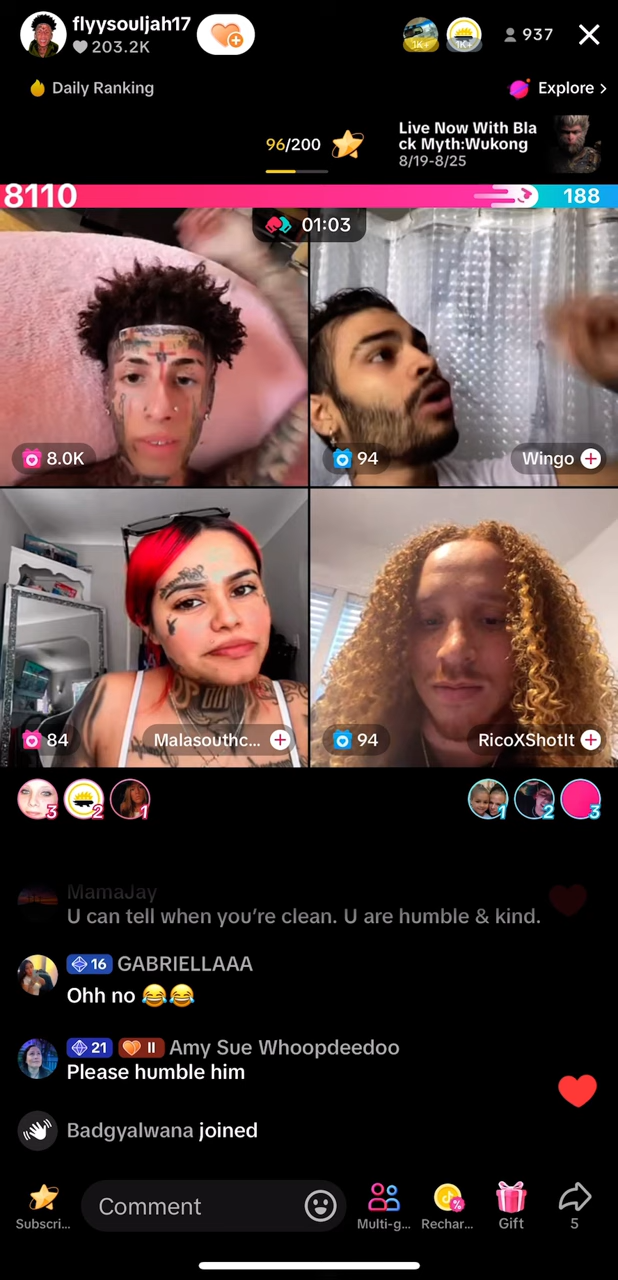 flyysouljah17
203.2K
1K+
1K+
937
Daily Ranking
Explore >
96/200
Live Now With Bla
ck Myth:Wukong
8/19-8/25
8110
188
01:03
8.0K
94
Wingo
84
Malasouthc...
94
RicoXShotIt
3
2
1
1
2
3
MamaJay
U can tell when you're clean. U are humble & kind.
16 GABRIELLAAA
Ohh no 😂😂
21 II Amy Sue Whoopdeedoo
Please humble him
Badgyalwana joined
Comment
Subscri...
Multi-g...
Rechar...
Gift
5